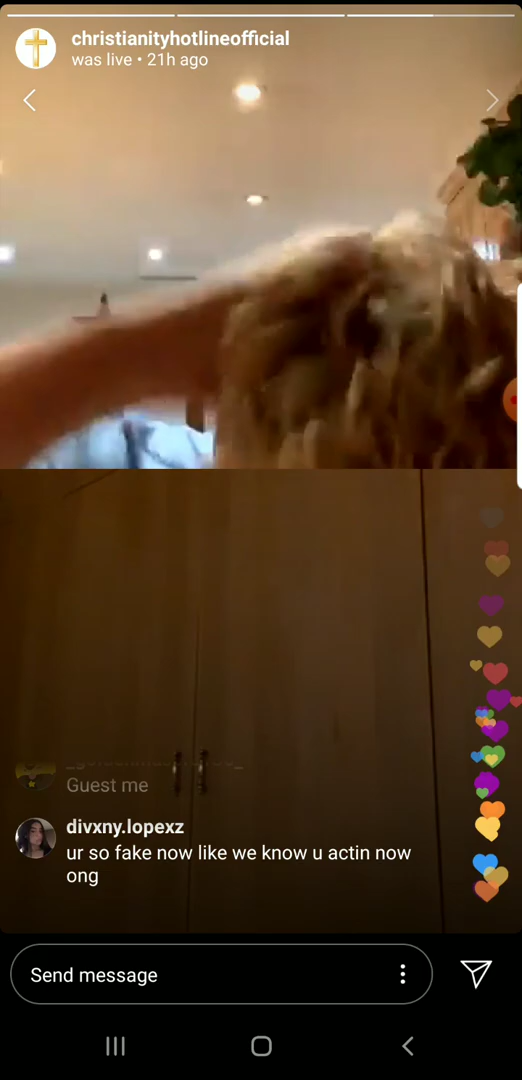 christianityhotlineofficial
was live • 21h ago
Guest me
divxny.lopexz
ur so fake now like we know u actin now
ong
Send message